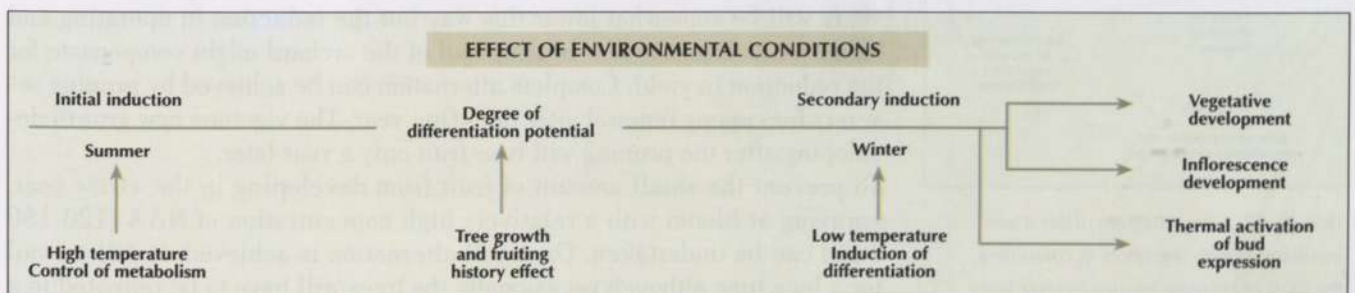 EFFECT OF ENVIRONMENTAL CONDITIONS
Initial induction
Summer
High temperature
Control of metabolism
Degree of
differentiation potential
Tree growth
and fruiting
history effect
Secondary induction
Winter
Low temperature
Induction of
differentiation
Vegetative
development
Inflorescence
development
Thermal activation
of bud
expression